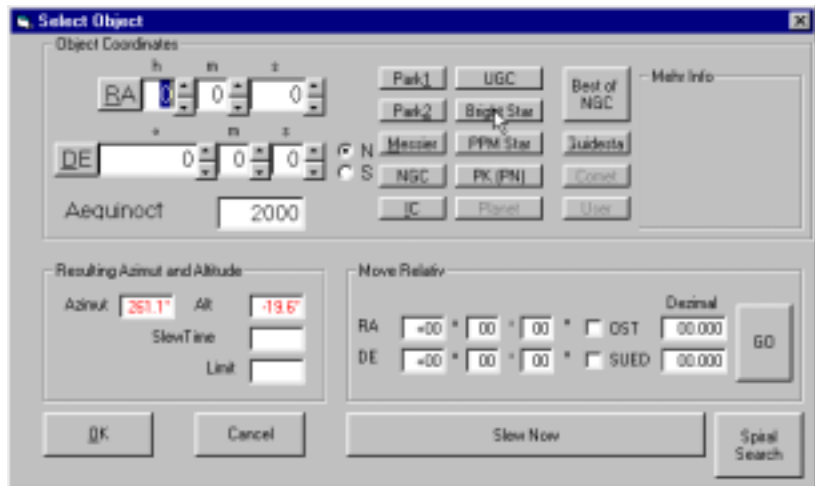 Select Object
Object Coordinates
h m s
RA 0 0 0
° m s
DE 0 0 0 N
S
Aequinoct 2000
Park1 UGC
Park2 Bright Star
Messier PPM Star
NGC PK (PN)
IC Planet
Best of
NGC
Guidesta
Comet
User
Mehr Info
Resulting Azimut and Altitude
Azimut 261.1° Alt -19.6°
SlewTime
Limit
Move Relativ
Dezimal
RA +00 ° 00 ' 00 " OST 00.000
DE +00 ° 00 ' 00 " SUED 00.000
GO
OK Cancel Slew Now Spiral
Search